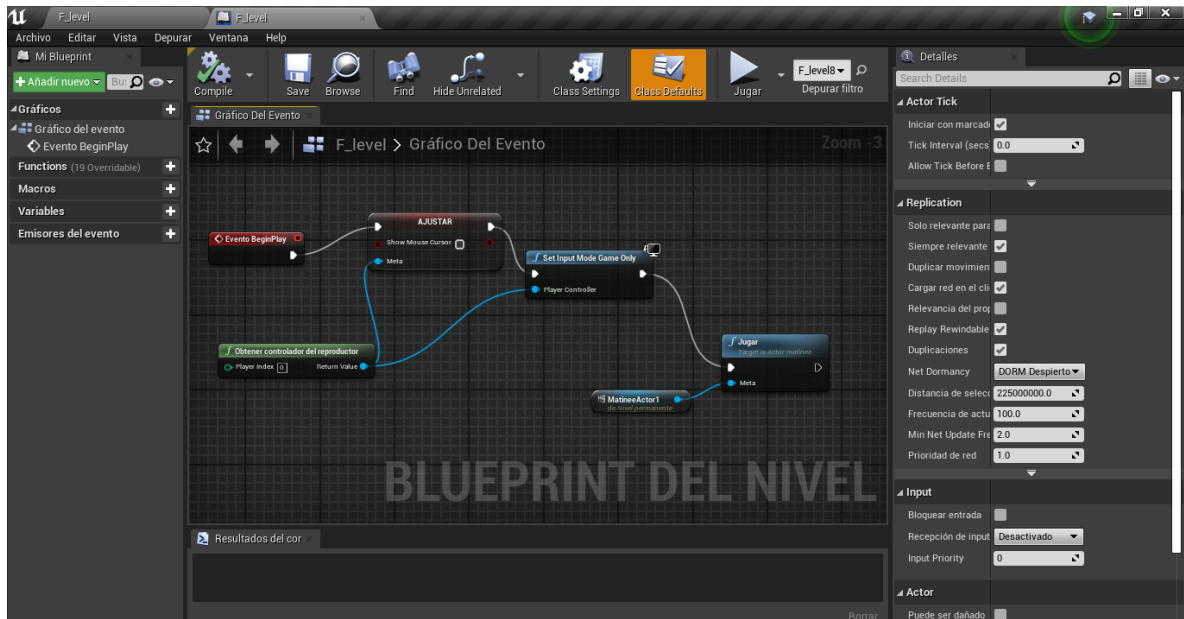 F_level
F_level
Archivo Editar Vista Depurar Ventana Help
Mi Blueprint
Añadir nuevo
Gráficos
Gráfico del evento
Evento BeginPlay
Functions (19 Overridable)
Macros
Variables
Emisores del evento
Compile
Save
Browse
Find
Hide Unrelated
Class Settings
Class Defaults
Jugar
F_level8
Depurar filtro
Gráfico Del Evento
F_level > Gráfico Del Evento
Zoom -3
Evento BeginPlay
AJUSTAR
Show Mouse Cursor
Meta
Set Input Mode Game Only
Player Controller
Obtener controlador del reproductor
Player Index 0 Return Value
Jugar
Target is Actor matinee
Meta
MatineeActor1
de Nivel permanente
BLUEPRINT DEL NIVEL
Resultados del cor
Borrar
Detalles
Search Details
Actor Tick
Iniciar con marcad
Tick Interval (secs 0.0
Allow Tick Before E
Replication
Solo relevante para
Siempre relevante
Duplicar movimien
Cargar red en el cli
Relevancia del prop
Replay Rewindable
Duplicaciones
Net Dormancy DORM Despierto
Distancia de selecc 225000000.0
Frecuencia de actu 100.0
Min Net Update Fre 2.0
Prioridad de red 1.0
Input
Bloquear entrada
Recepción de input Desactivado
Input Priority 0
Actor
Puede ser dañado